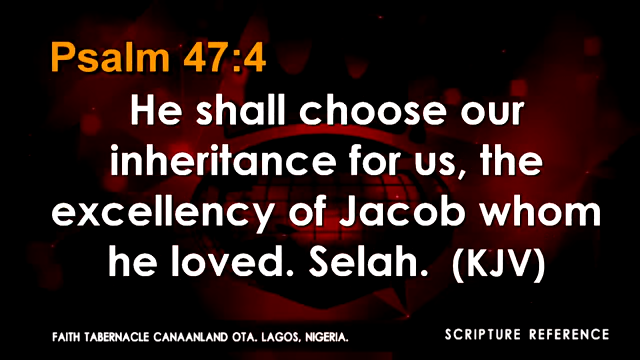 Psalm 47:4
He shall choose our
inheritance for us, the
excellency of Jacob whom
he loved. Selah. (KJV)
FAITH TABERNACLE CANAANLAND OTA. LAGOS, NIGERIA.
SCRIPTURE REFERENCE